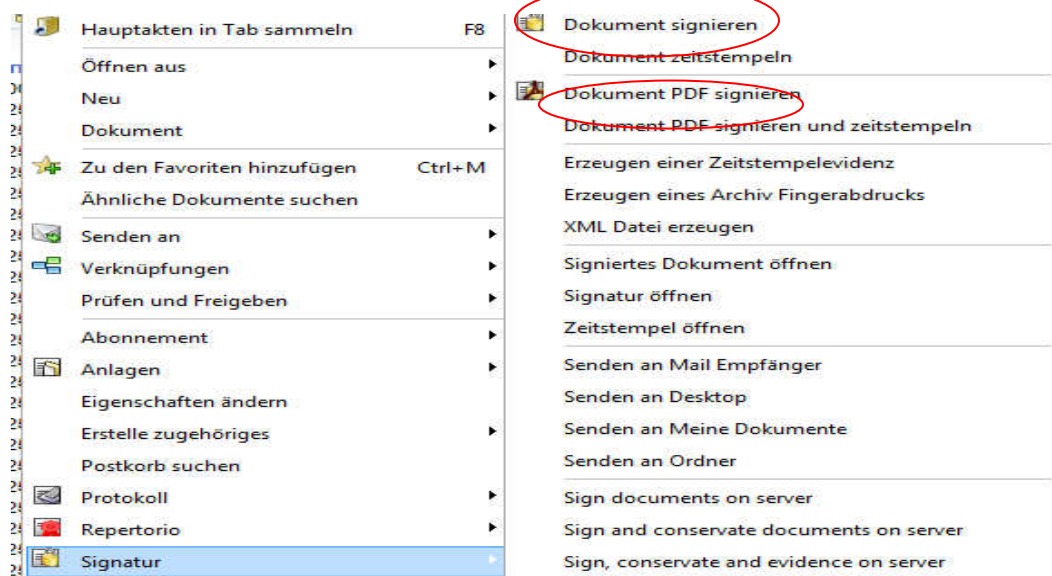 Hauptakten in Tab sammeln F8
Öffnen aus
Neu
Dokument
Zu den Favoriten hinzufügen Ctrl+M
Ähnliche Dokumente suchen
Senden an
Verknüpfungen
Prüfen und Freigeben
Abonnement
Anlagen
Eigenschaften ändern
Erstelle zugehöriges
Postkorb suchen
Protokoll
Repertorio
Signatur
Dokument signieren
Dokument zeitstempeln
Dokument PDF signieren
Dokument PDF signieren und zeitstempeln
Erzeugen einer Zeitstempelevidenz
Erzeugen eines Archiv Fingerabdrucks
XML Datei erzeugen
Signiertes Dokument öffnen
Signatur öffnen
Zeitstempel öffnen
Senden an Mail Empfänger
Senden an Desktop
Senden an Meine Dokumente
Senden an Ordner
Sign documents on server
Sign and conservate documents on server
Sign, conservate and evidence on server